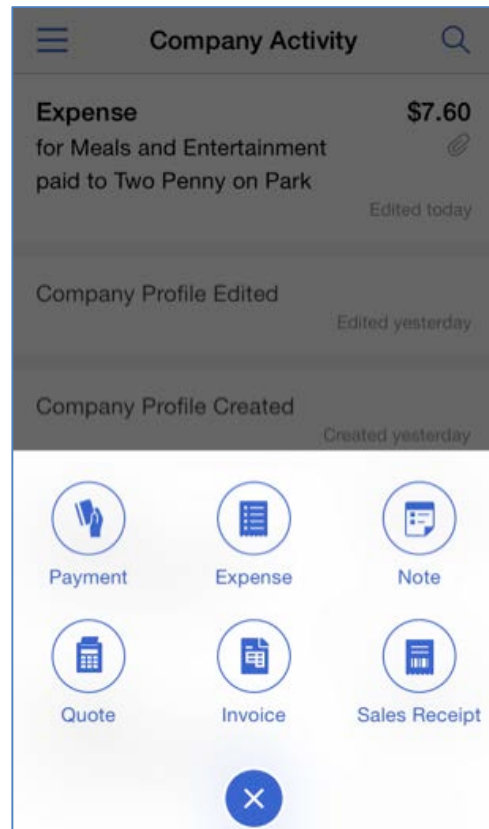 Company Activity
Expense $7.60
for Meals and Entertainment
paid to Two Penny on Park
Edited today
Company Profile Edited
Edited yesterday
Company Profile Created
Created yesterday
Payment Expense Note
Quote Invoice Sales Receipt